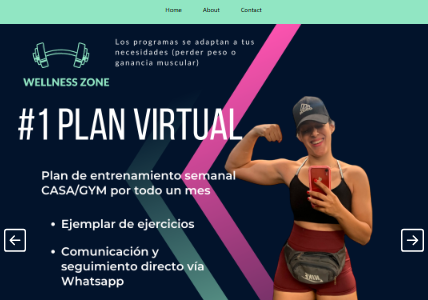 Home About Contact
Los programas se adaptan a tus
necesidades (perder peso o
ganancia muscular)
WELLNESS ZONE
#1 PLAN VIRTUAL
Plan de entrenamiento semanal
CASA/GYM por todo un mes
• Ejemplar de ejercicios
• Comunicación y
seguimiento directo vía
Whatsapp